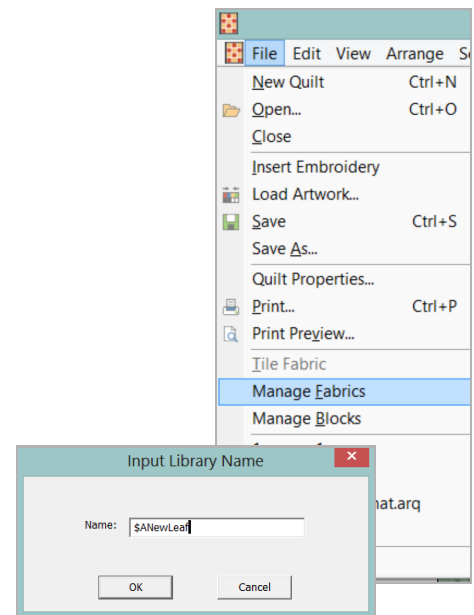 File Edit View Arrange
New Quilt Ctrl+N
Open... Ctrl+O
Close
Insert Embroidery
Load Artwork...
Save Ctrl+S
Save As...
Quilt Properties...
Print... Ctrl+P
Print Preview...
Tile Fabric
Manage Fabrics
Manage Blocks
Input Library Name
Name: $ANewLeaf
OK Cancel